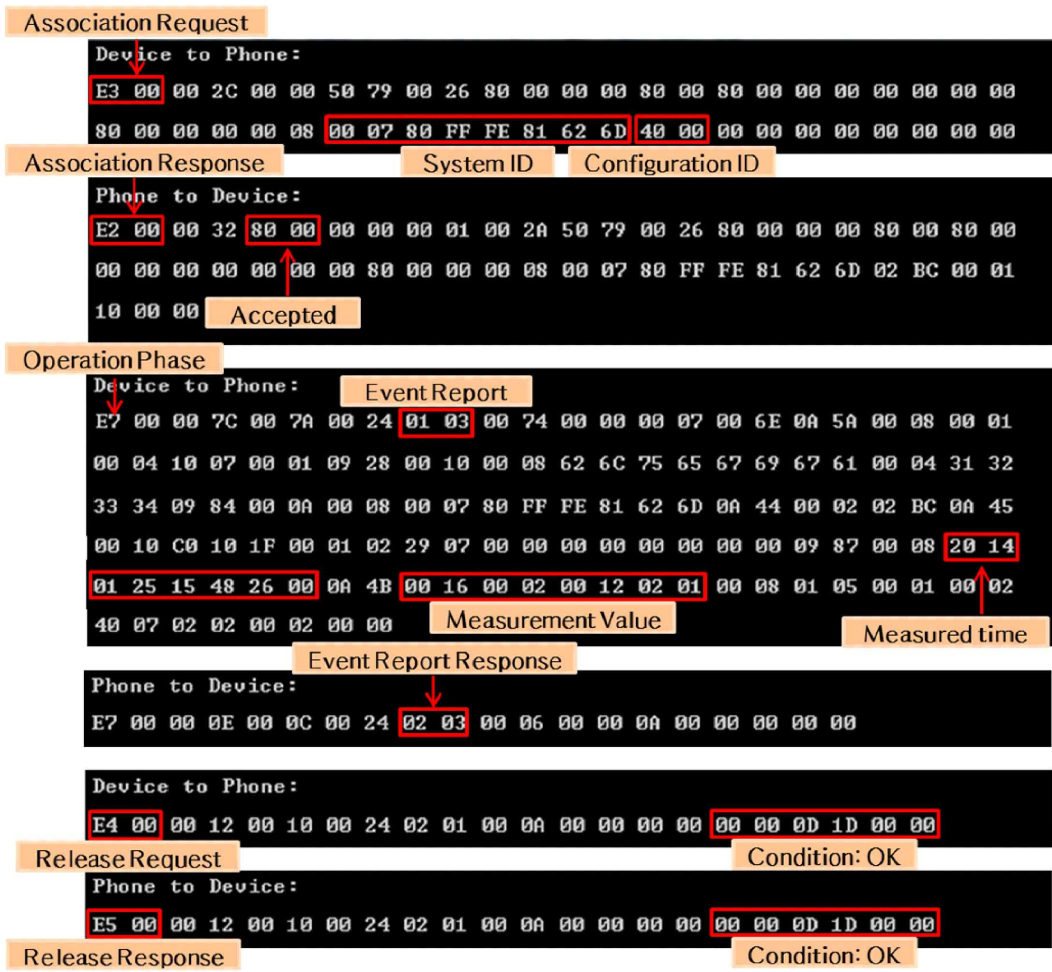 Association Request
Device to Phone:
E3 00 00 2C 00 00 50 79 00 26 80 00 00 00 80 00 80 00 00 00 00 00 00 00
80 00 00 00 00 08 00 07 80 FF FE 81 62 6D 40 00 00 00 00 00 00 00 00 00
System ID Configuration ID
Association Response
Phone to Device:
E2 00 00 32 80 00 00 00 00 01 00 2A 50 79 00 26 80 00 00 00 80 00 80 00
00 00 00 00 00 00 00 80 00 00 00 08 00 07 80 FF FE 81 62 6D 02 BC 00 01
10 00 00
Accepted
Operation Phase
Device to Phone:
Event Report
E7 00 00 7C 00 7A 00 24 01 03 00 74 00 00 00 07 00 6E 0A 5A 00 08 00 01
00 04 10 07 00 01 09 28 00 10 00 08 62 6C 75 65 67 69 67 61 00 04 31 32
33 34 09 84 00 0A 00 08 00 07 80 FF FE 81 62 6D 0A 44 00 02 02 BC 0A 45
00 10 C0 10 1F 00 01 02 29 07 00 00 00 00 00 00 00 00 09 87 00 08 20 14
01 25 15 48 26 00 0A 4B 00 16 00 02 00 12 02 01 00 08 01 05 00 01 00 02
40 07 02 02 00 02 00 00
Measurement Value
Measured time
Event Report Response
Phone to Device:
E7 00 00 0E 00 0C 00 24 02 03 00 06 00 00 0A 00 00 00 00 00
Device to Phone:
E4 00 00 12 00 10 00 24 02 01 00 0A 00 00 00 00 00 00 0D 1D 00 00
Release Request
Condition: OK
Phone to Device:
E5 00 00 12 00 10 00 24 02 01 00 0A 00 00 00 00 00 00 0D 1D 00 00
Release Response
Condition: OK